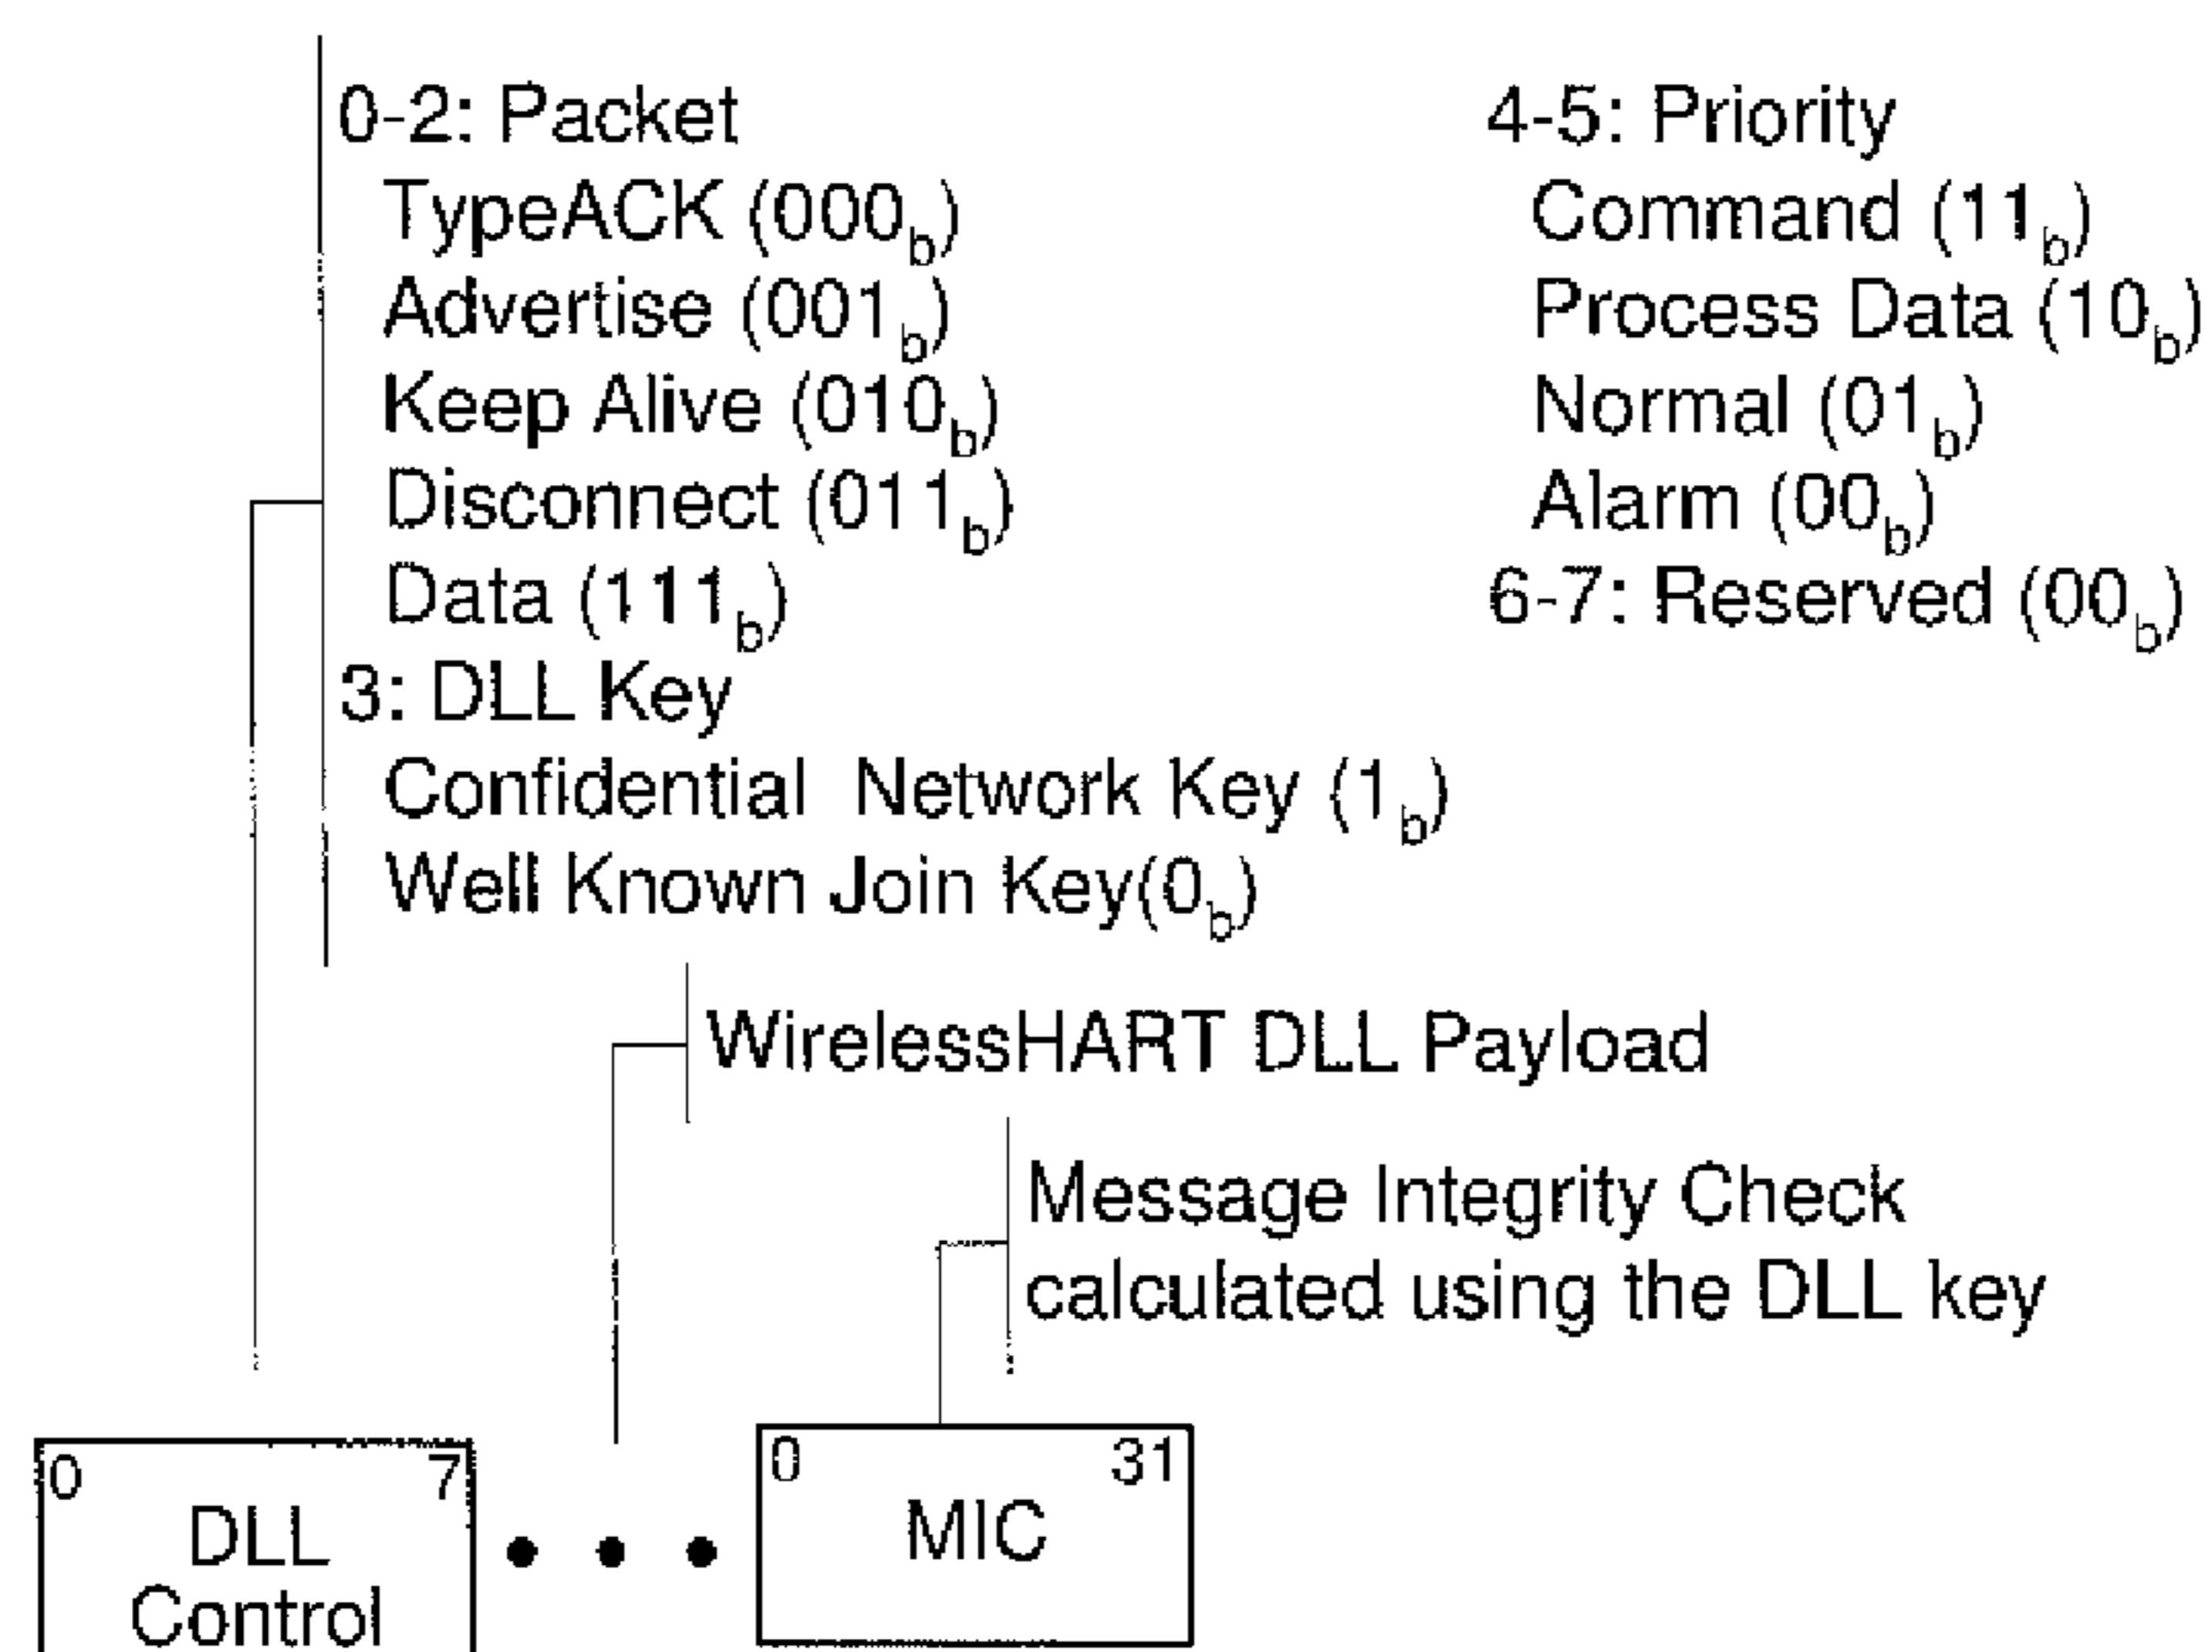 0-2: Packet
TypeACK (000b)
Advertise (001b)
Keep Alive (010b)
Disconnect (011b)
Data (111b)
3: DLL Key
Confidential Network Key (1b)
Well Known Join Key(0b)
4-5: Priority
Command (11b)
Process Data (10b)
Normal (01b)
Alarm (00b)
6-7: Reserved (00b)
WirelessHART DLL Payload
Message Integrity Check
calculated using the DLL key
0 7
DLL
Control
0 31
MIC